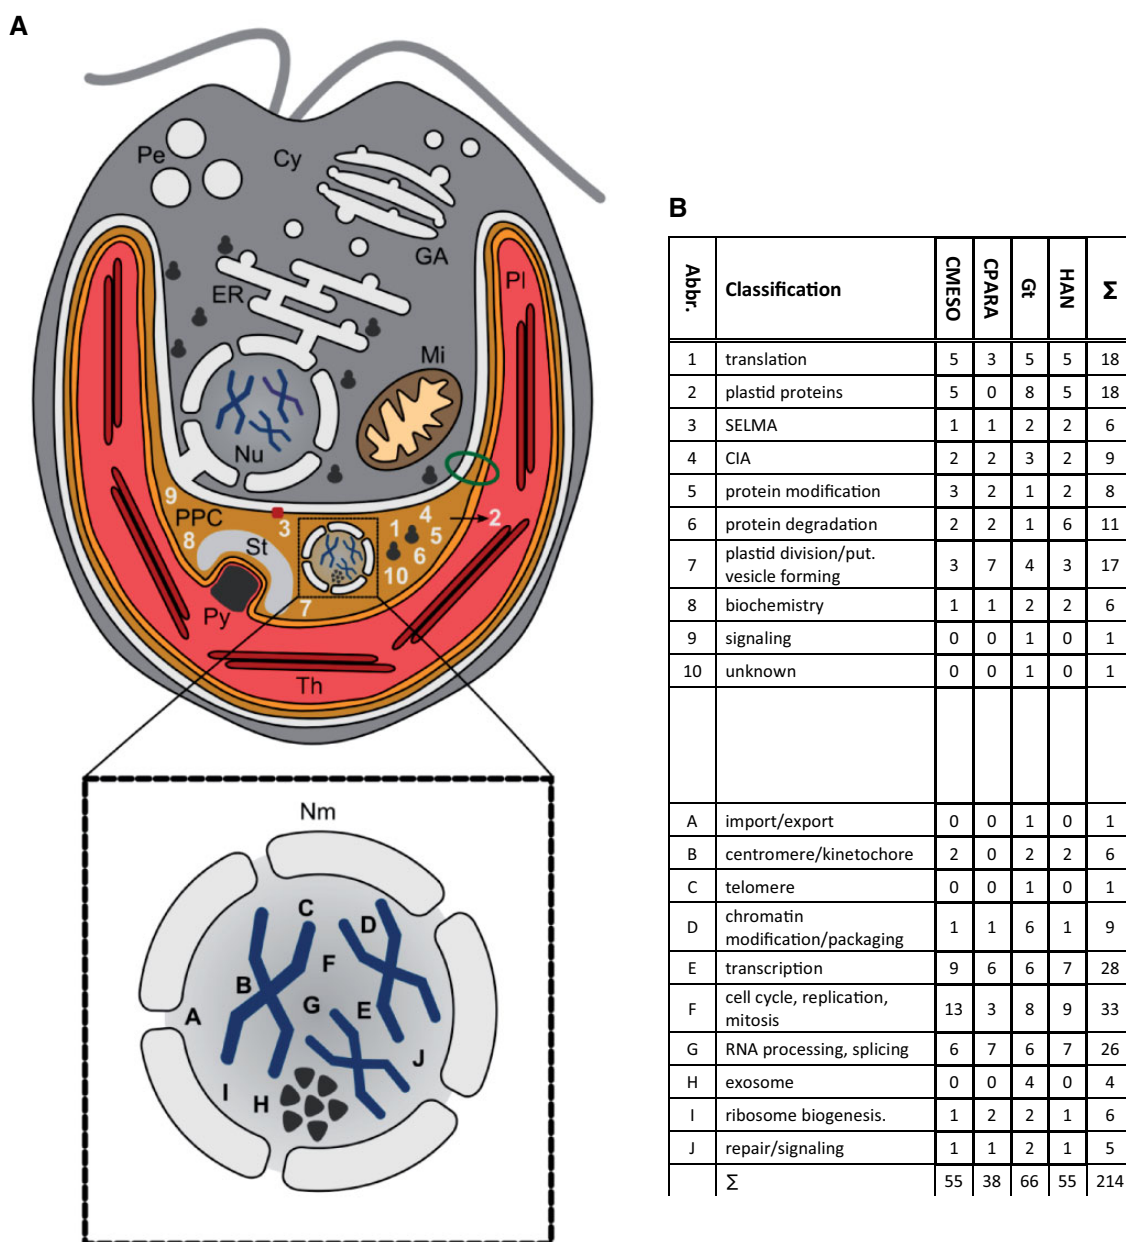 A
Pe
Cy
GA
ER
Pl
Mi
Nu
9
PPC
8
St
3
1
4
2
5
6
10
7
Py
Th
Nm
C
D
F
B
G
E
A
J
I
H
B
Abbr. Classification CMESO CPARA Gt HAN Σ
1 translation 5 3 5 5 18
2 plastid proteins 5 0 8 5 18
3 SELMA 1 1 2 2 6
4 CIA 2 2 3 2 9
5 protein modification 3 2 1 2 8
6 protein degradation 2 2 1 6 11
7 plastid division/put. vesicle forming 3 7 4 3 17
8 biochemistry 1 1 2 2 6
9 signaling 0 0 1 0 1
10 unknown 0 0 1 0 1
A import/export 0 0 1 0 1
B centromere/kinetochore 2 0 2 2 6
C telomere 0 0 1 0 1
D chromatin modification/packaging 1 1 6 1 9
E transcription 9 6 6 7 28
F cell cycle, replication, mitosis 13 3 8 9 33
G RNA processing, splicing 6 7 6 7 26
H exosome 0 0 4 0 4
I ribosome biogenesis. 1 2 2 1 6
J repair/signaling 1 1 2 1 5
Σ 55 38 66 55 214